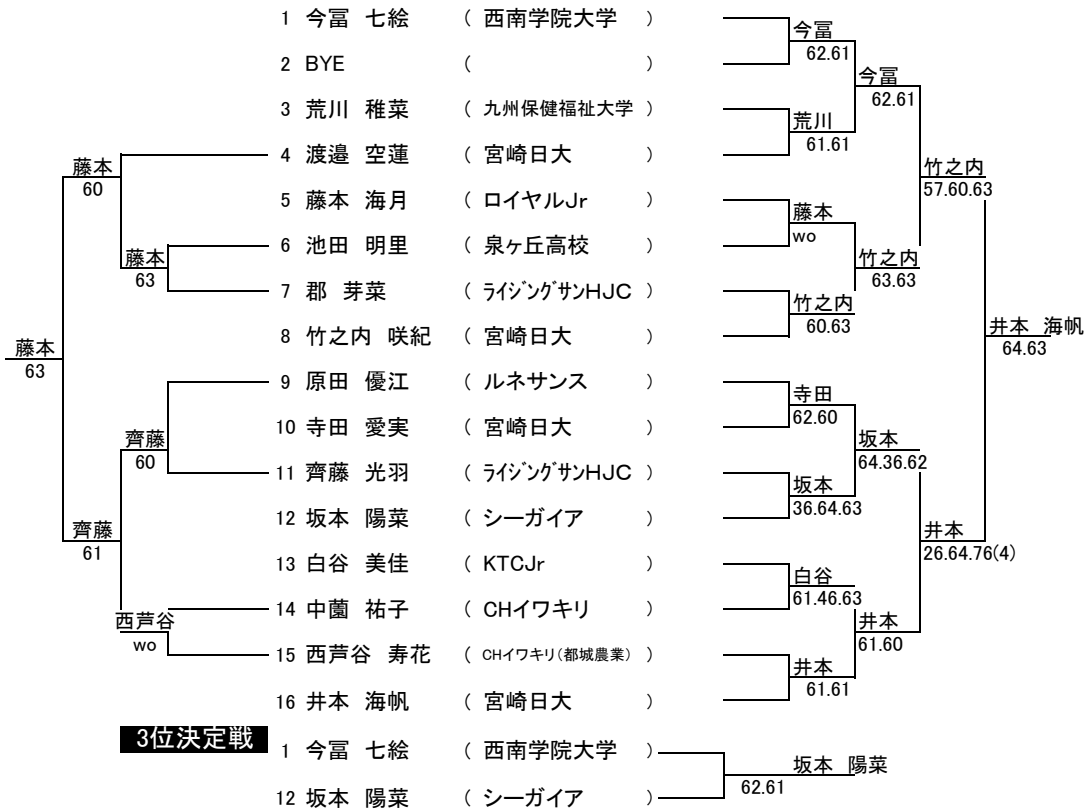 1 今冨 七絵 ( 西南学院大学 )
今冨
62.61
2 BYE ( )
今冨
62.61
3 荒川 稚菜 ( 九州保健福祉大学 )
荒川
61.61
4 渡邉 空蓮 ( 宮崎日大 )
藤本
60
竹之内
57.60.63
5 藤本 海月 ( ロイヤルJr )
藤本
wo
6 池田 明里 ( 泉ヶ丘高校 )
藤本
63
竹之内
63.63
7 郡 芽菜 ( ライジングサンHJC )
竹之内
60.63
8 竹之内 咲紀 ( 宮崎日大 )
藤本
63
井本 海帆
64.63
9 原田 優江 ( ルネサンス )
寺田
62.60
10 寺田 愛実 ( 宮崎日大 )
齊藤
60
坂本
64.36.62
11 齊藤 光羽 ( ライジングサンHJC )
坂本
36.64.63
12 坂本 陽菜 ( シーガイア )
齊藤
61
井本
26.64.76(4)
13 白谷 美佳 ( KTCJr )
白谷
61.46.63
14 中薗 祐子 ( CHイワキリ )
西芦谷
wo
井本
61.60
15 西芦谷 寿花 ( CHイワキリ(都城農業) )
井本
61.61
16 井本 海帆 ( 宮崎日大 )
3位決定戦
1 今冨 七絵 ( 西南学院大学 )
坂本 陽菜
62.61
12 坂本 陽菜 ( シーガイア )